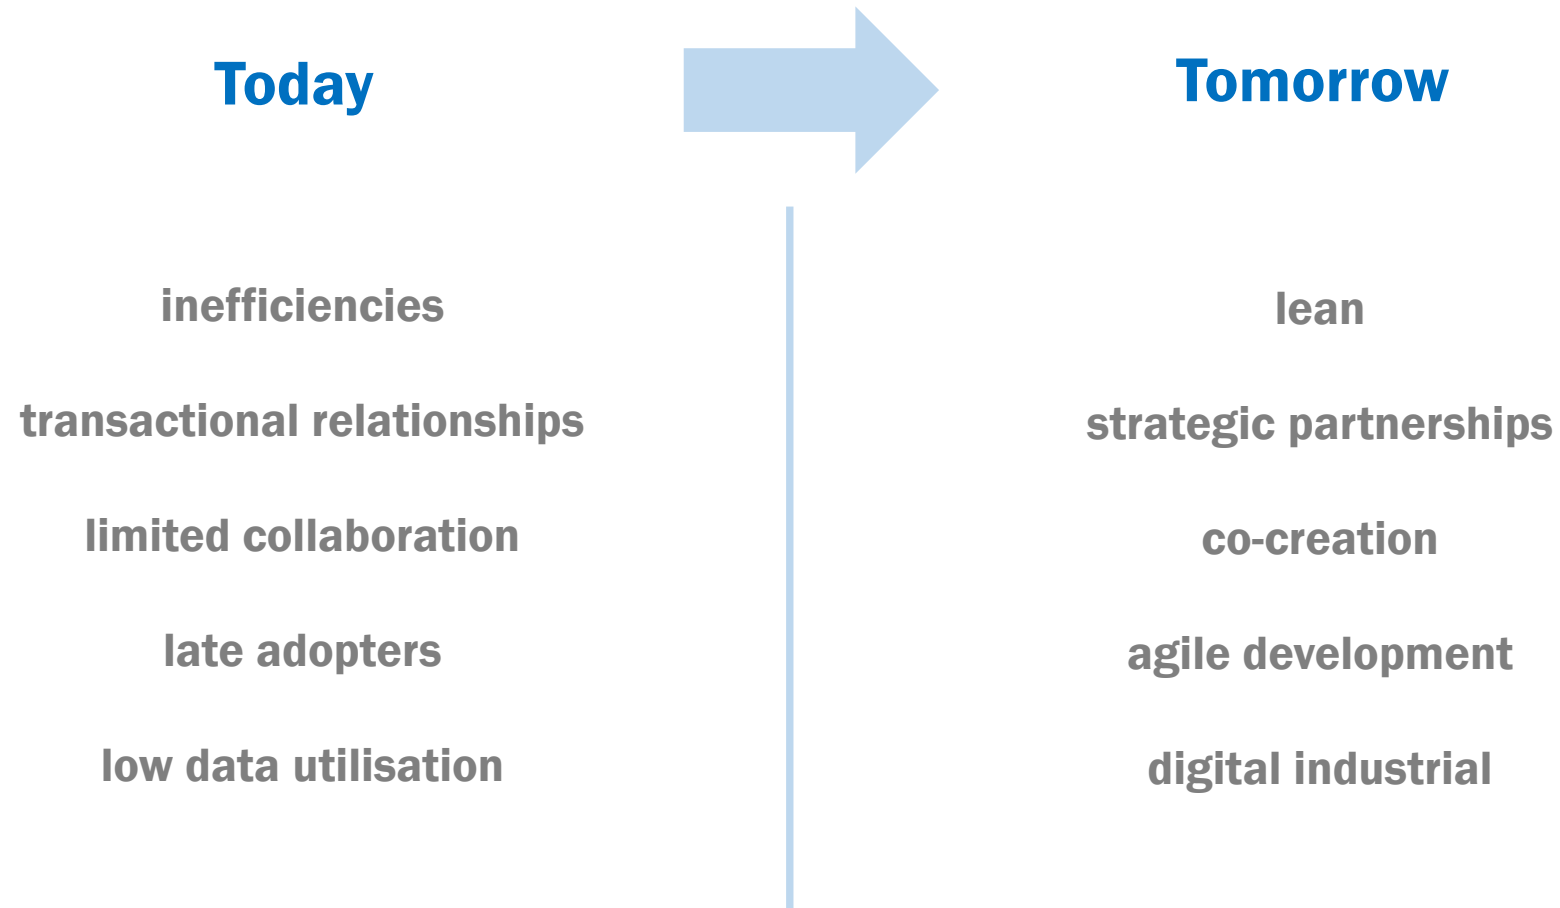 Today
Tomorrow
inefficiencies
transactional relationships
limited collaboration
late adopters
low data utilisation
lean
strategic partnerships
co-creation
agile development
digital industrial